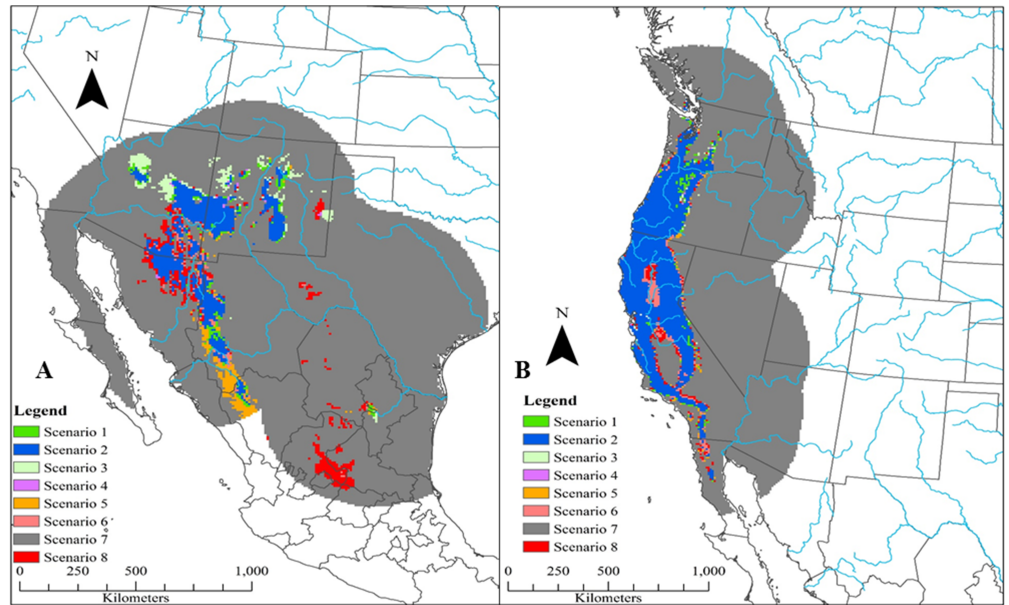 N
A
Legend
Scenario 1
Scenario 2
Scenario 3
Scenario 4
Scenario 5
Scenario 6
Scenario 7
Scenario 8
0 250 500 1,000
Kilometers
N
B
Legend
Scenario 1
Scenario 2
Scenario 3
Scenario 4
Scenario 5
Scenario 6
Scenario 7
Scenario 8
0 250 500 1,000
Kilometers